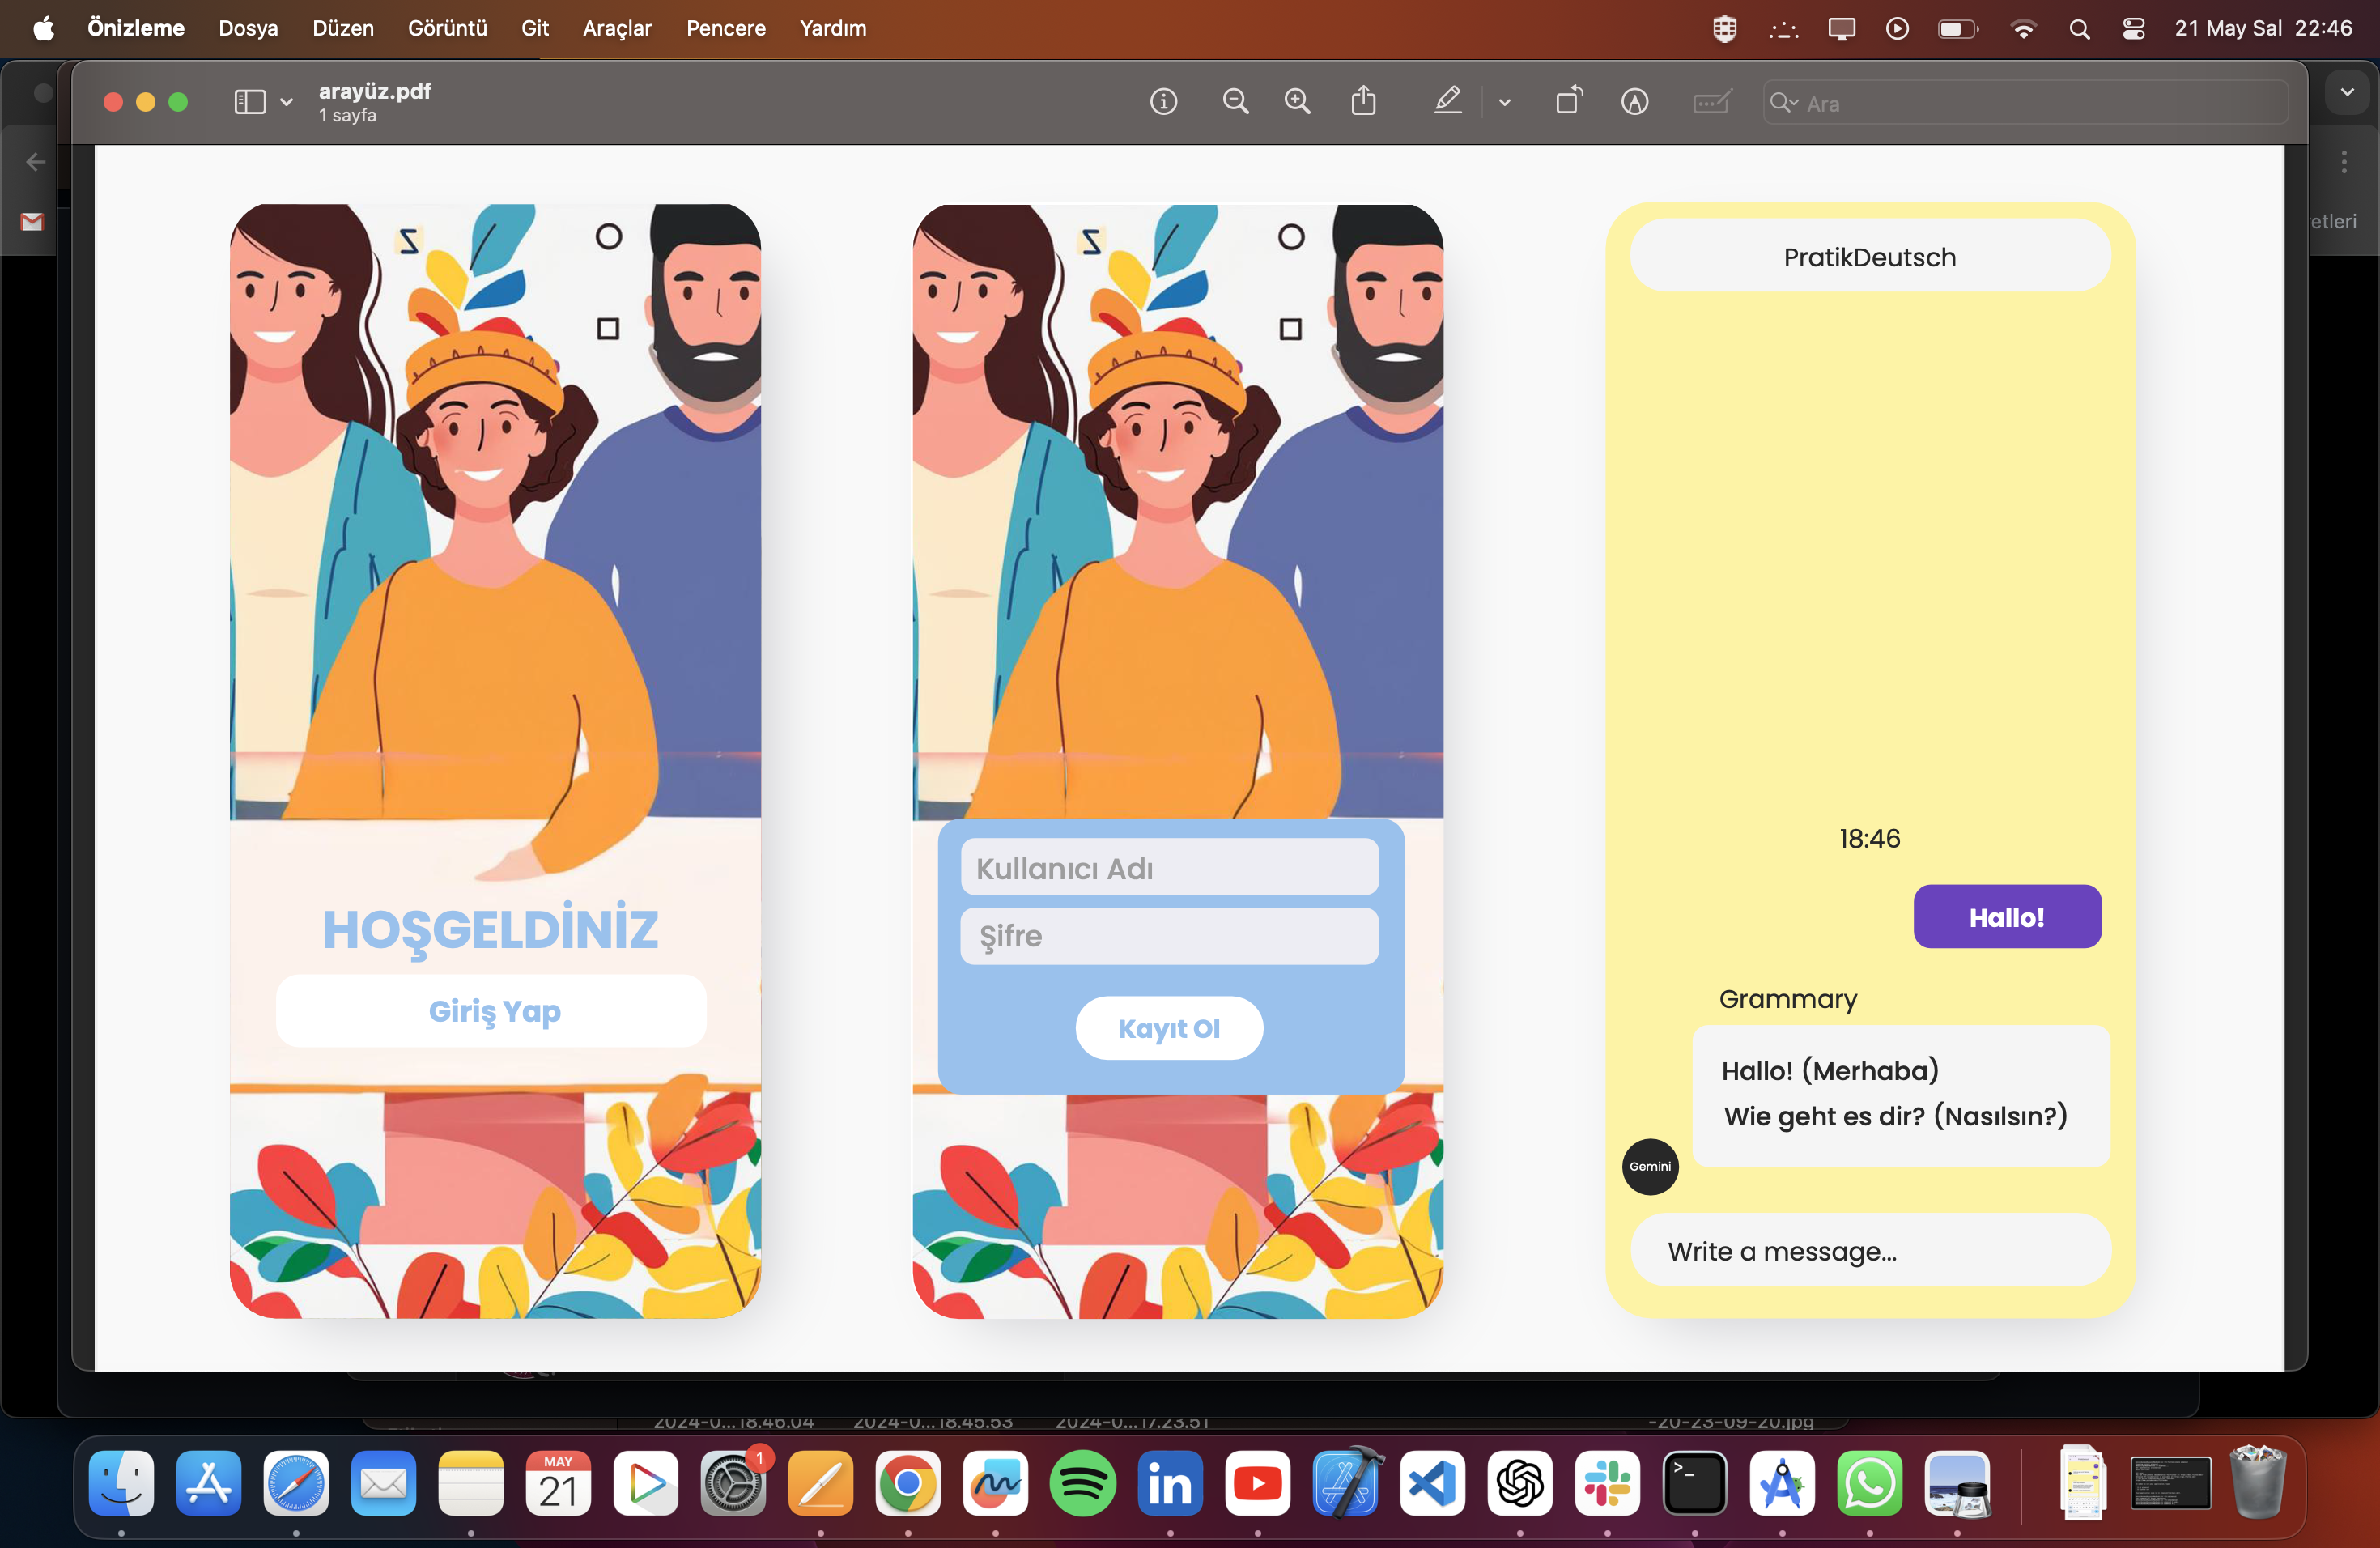 Önizleme Dosya Düzen Görüntü Git Araçlar Pencere Yardım
21 May Sal 22:46
arayüz.pdf
1 sayfa
Ara
etleri
HOŞGELDİNİZ
Giriş Yap
Kullanıcı Adı
Şifre
Kayıt Ol
PratikDeutsch
18:46
Hallo!
Grammary
Hallo! (Merhaba)
Wie geht es dir? (Nasılsın?)
Gemini
Write a message...
2024-0...18.46.04 2024-0...18.45.53 2024-0...17.23.51 -20-23-09-20.jpg
MAY
21
1
in
>_